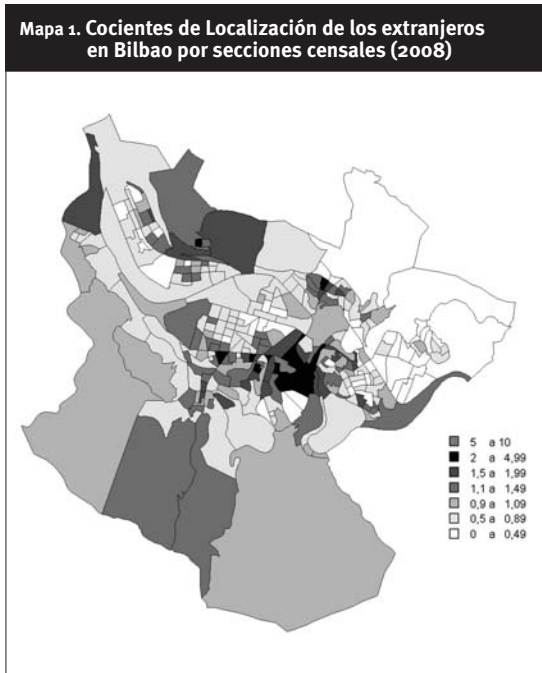 Mapa 1. Cocientes de Localización de los extranjeros
en Bilbao por secciones censales (2008)
5 a 10
2 a 4,99
1,5 a 1,99
1,1 a 1,49
0,9 a 1,09
0,5 a 0,89
0 a 0,49